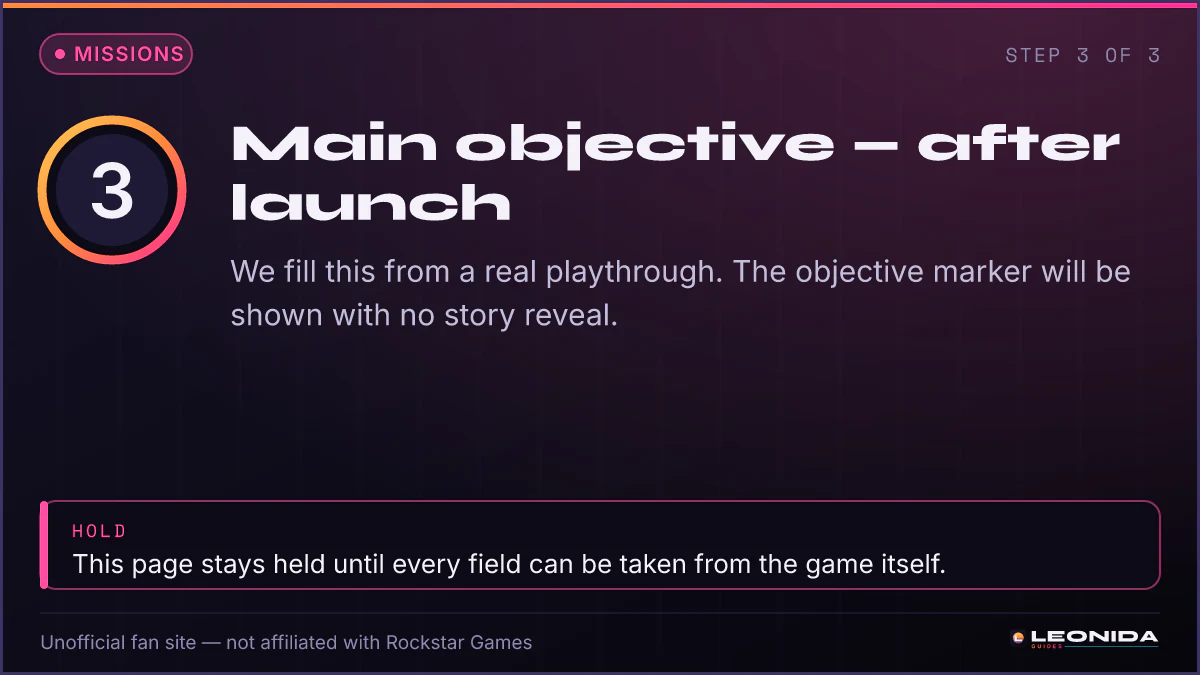 MISSIONS
STEP 3 OF 3
3
Main objective — after
launch
We fill this from a real playthrough. The objective marker will be
shown with no story reveal.
HOLD
This page stays held until every field can be taken from the game itself.
Unofficial fan site — not affiliated with Rockstar Games
LEONIDA
GUIDES